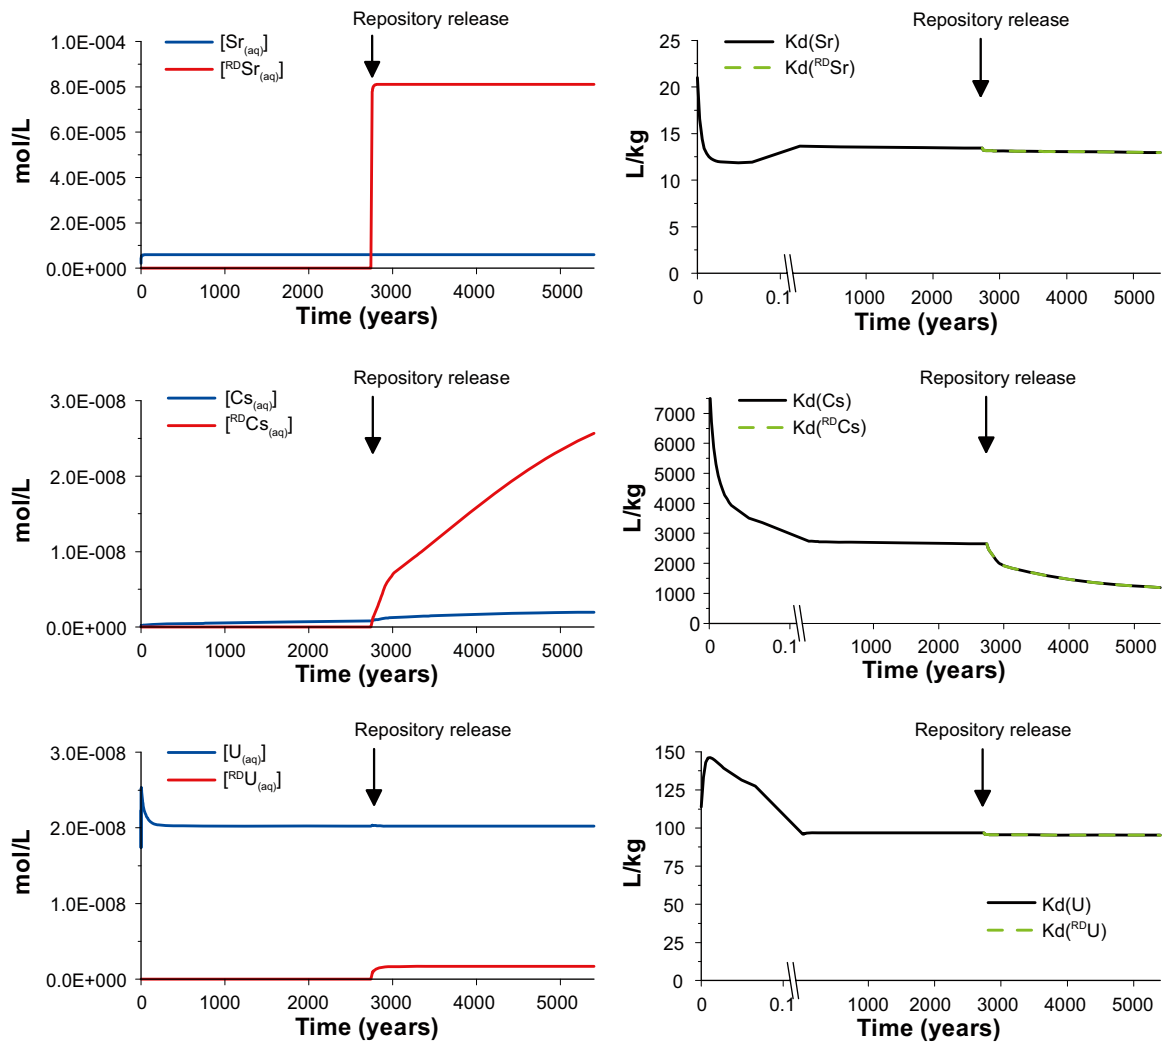 Repository release
1.0E-004
8.0E-005
6.0E-005
4.0E-005
2.0E-005
0.0E+000
mol/L
[Sr(aq)]
[RDSr(aq)]
0 1000 2000 3000 4000 5000
Time (years)
Repository release
25
20
15
10
5
0
L/kg
Kd(Sr)
Kd(RDSr)
0 0.1 1000 2000 3000 4000 5000
Time (years)
Repository release
3.0E-008
2.0E-008
1.0E-008
0.0E+000
mol/L
[Cs(aq)]
[RDCs(aq)]
0 1000 2000 3000 4000 5000
Time (years)
Repository release
7000
6000
5000
4000
3000
2000
1000
0
L/kg
Kd(Cs)
Kd(RDCs)
0 0.1 1000 2000 3000 4000 5000
Time (years)
Repository release
3.0E-008
2.0E-008
1.0E-008
0.0E+000
mol/L
[U(aq)]
[RDU(aq)]
0 1000 2000 3000 4000 5000
Time (years)
Repository release
150
125
100
75
50
25
0
L/kg
Kd(U)
Kd(RDU)
0 0.1 1000 2000 3000 4000 5000
Time (years)